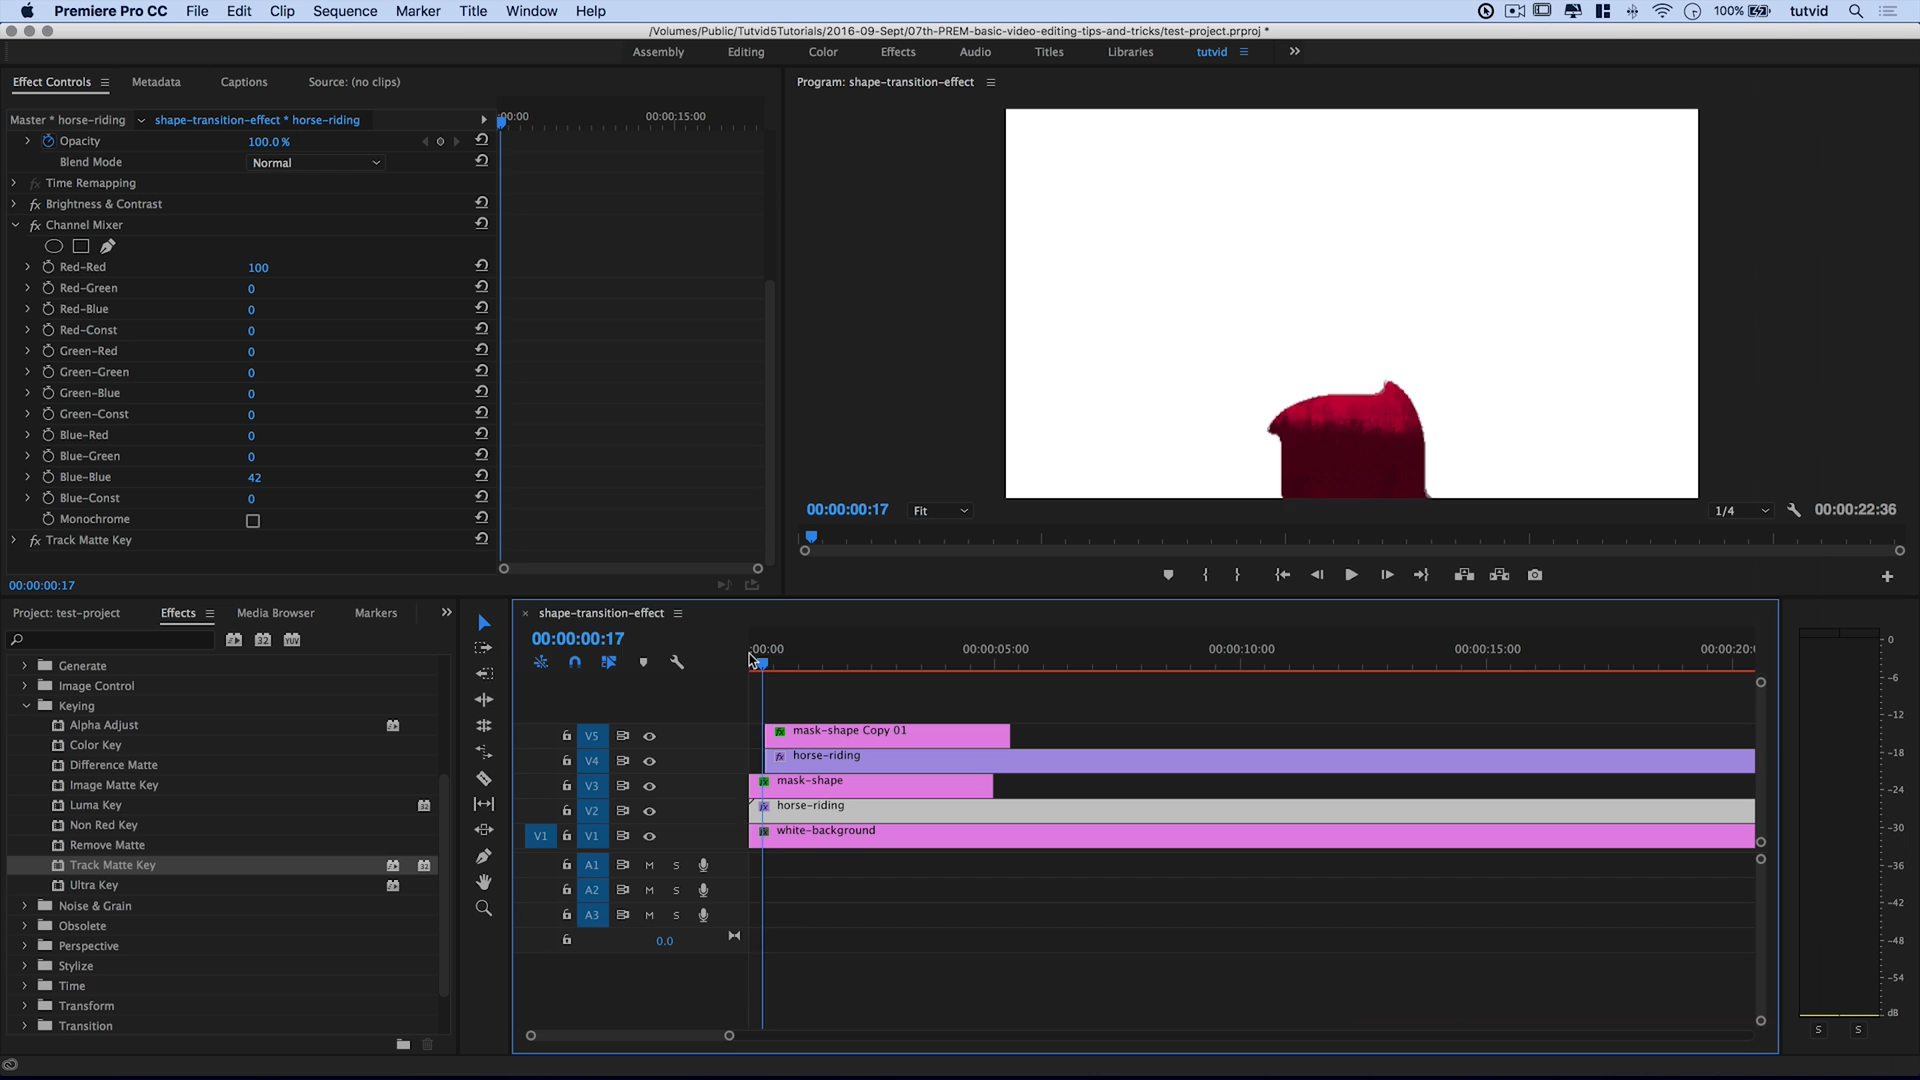 Premiere Pro CC File Edit Clip Sequence Marker Title Window Help 100% tutvid
/Volumes/Public/Tutvid5Tutorials/2016-09-Sept/07th-PREM-basic-video-editing-tips-and-tricks/test-project.prproj *
Assembly Editing Color Effects Audio Titles Libraries tutvid
Effect Controls Metadata Captions Source: (no clips)
Master * horse-riding shape-transition-effect * horse-riding
:00:00 00:00:15:00
Opacity 100.0 %
Blend Mode Normal
Time Remapping
fx Brightness & Contrast
fx Channel Mixer
Red-Red 100
Red-Green 0
Red-Blue 0
Red-Const 0
Green-Red 0
Green-Green 0
Green-Blue 0
Green-Const 0
Blue-Red 0
Blue-Green 0
Blue-Blue 42
Blue-Const 0
Monochrome
fx Track Matte Key
00:00:00:17
Program: shape-transition-effect
00:00:00:17 Fit 1/4 00:00:22:36
Project: test-project Effects Media Browser Markers
32 YUV
Generate
Image Control
Keying
Alpha Adjust
Color Key
Difference Matte
Image Matte Key
Luma Key
Non Red Key
Remove Matte
Track Matte Key
Ultra Key
Noise & Grain
Obsolete
Perspective
Stylize
Time
Transform
Transition
× shape-transition-effect
00:00:00:17
:00:00 00:00:05:00 00:00:10:00 00:00:15:00 00:00:20:0
V5 mask-shape Copy 01
V4 horse-riding
V3 mask-shape
V2 horse-riding
V1 V1 white-background
A1 M S
A2 M S
A3 M S
0.0
0
-6
-12
-18
-24
-30
-36
-42
-48
-54
dB
S S